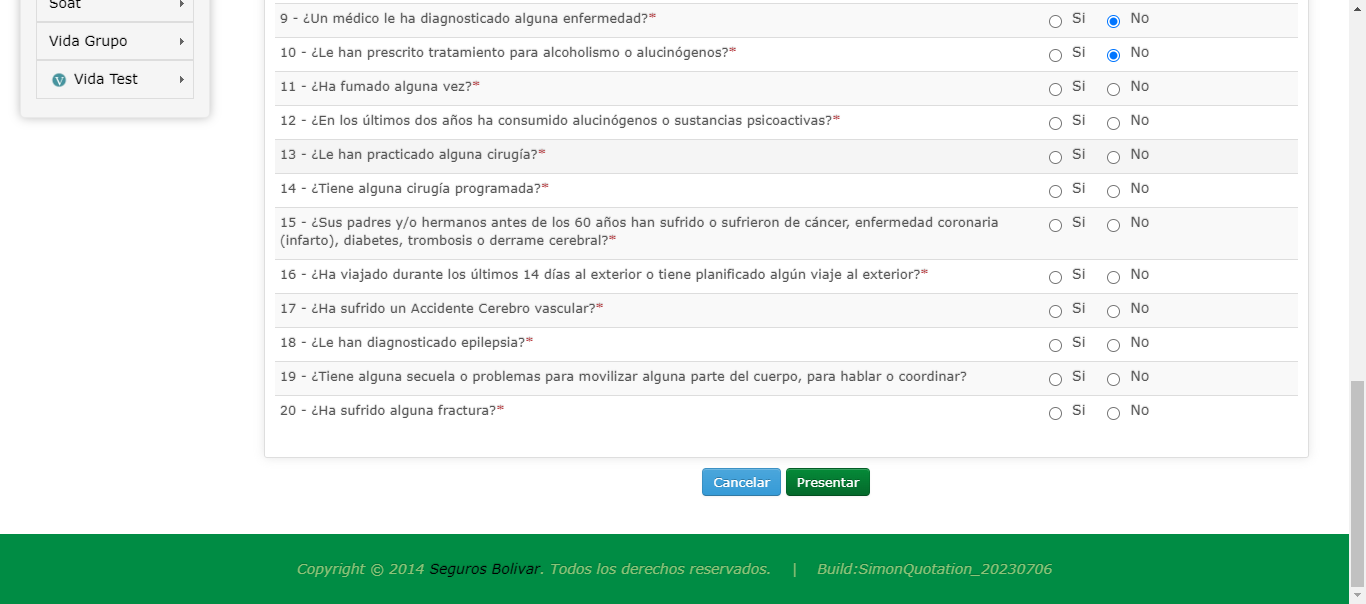 Soat
Vida Grupo
Vida Test
9 - ¿Un médico le ha diagnosticado alguna enfermedad?* Si No
10 - ¿Le han prescrito tratamiento para alcoholismo o alucinógenos?* Si No
11 - ¿Ha fumado alguna vez?* Si No
12 - ¿En los últimos dos años ha consumido alucinógenos o sustancias psicoactivas?* Si No
13 - ¿Le han practicado alguna cirugía?* Si No
14 - ¿Tiene alguna cirugía programada?* Si No
15 - ¿Sus padres y/o hermanos antes de los 60 años han sufrido o sufrieron de cáncer, enfermedad coronaria Si No
(infarto), diabetes, trombosis o derrame cerebral?*
16 - ¿Ha viajado durante los últimos 14 días al exterior o tiene planificado algún viaje al exterior?* Si No
17 - ¿Ha sufrido un Accidente Cerebro vascular?* Si No
18 - ¿Le han diagnosticado epilepsia?* Si No
19 - ¿Tiene alguna secuela o problemas para movilizar alguna parte del cuerpo, para hablar o coordinar? Si No
20 - ¿Ha sufrido alguna fractura?* Si No
Cancelar Presentar
Copyright © 2014 Seguros Bolivar. Todos los derechos reservados. | Build:SimonQuotation_20230706